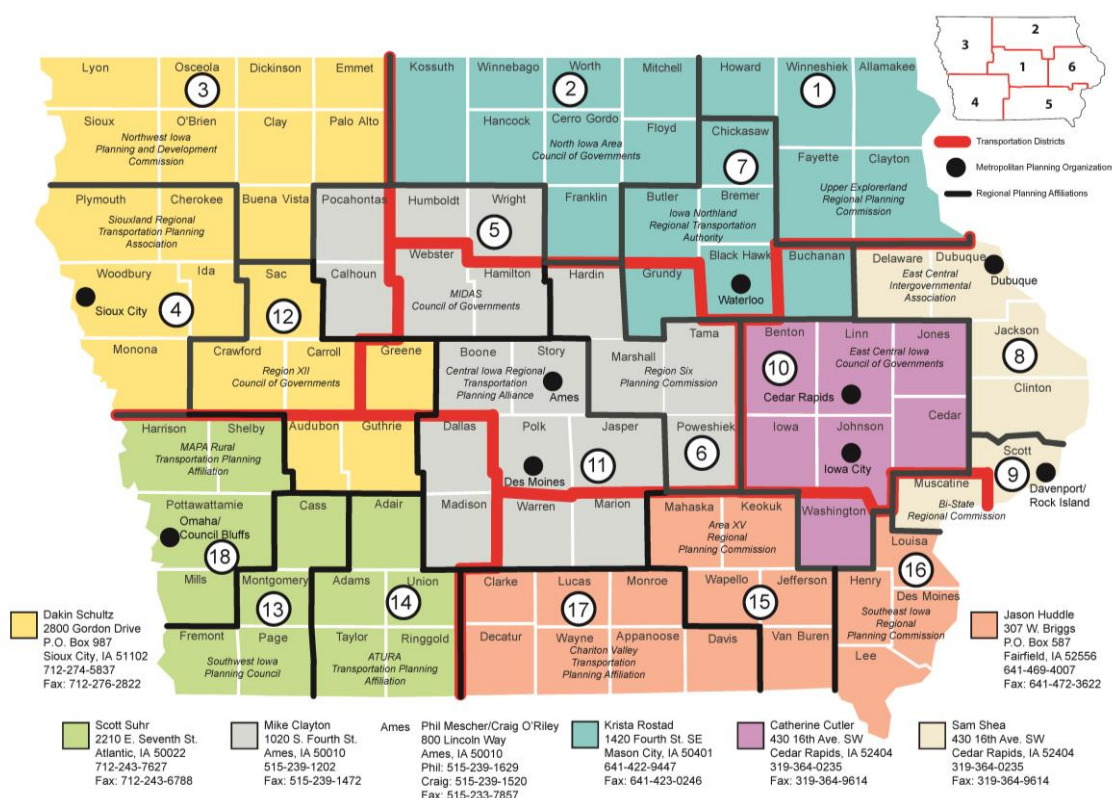 Lyon
Osceola
Dickinson
Emmet
Kossuth
Winnebago
Worth
Mitchell
Howard
Winneshiek
Allamakee
3
2
1
Sioux
O'Brien
Clay
Palo Alto
Hancock
Cerro Gordo
Floyd
Chickasaw
7
Fayette
Clayton
Northwest Iowa
Planning and Development
Commission
North Iowa Area
Council of Governments
Upper Explorerland
Regional Planning
Commission
Plymouth
Cherokee
Buena Vista
Pocahontas
Humboldt
Wright
5
Franklin
Butler
Bremer
Siouxland Regional
Transportation Planning
Association
Iowa Northland
Regional Transportation
Authority
Woodbury
Ida
Sac
Calhoun
Webster
Hamilton
Hardin
Grundy
Black Hawk
Buchanan
Delaware
Dubuque
Sioux City
4
12
MIDAS
Council of Governments
Waterloo
East Central
Intergovernmental
Association
Dubuque
Monona
Crawford
Carroll
Greene
Boone
Story
Marshall
Tama
Benton
Linn
Jones
Jackson
Region XII
Council of Governments
Central Iowa Regional
Transportation
Planning Alliance
Ames
Region Six
Planning Commission
10
Cedar Rapids
East Central Iowa
Council of Governments
8
Clinton
Harrison
Shelby
Audubon
Guthrie
Dallas
Polk
Jasper
Poweshiek
Iowa
Johnson
Cedar
Scott
MAPA Rural
Transportation Planning
Affiliation
Des Moines
11
6
Iowa City
9
Davenport/
Rock Island
Pottawattamie
Omaha/
Council Bluffs
18
Cass
Adair
Madison
Warren
Marion
Mahaska
Keokuk
Washington
Muscatine
Bi-State
Regional Commission
Area XV
Regional
Planning Commission
Louisa
Mills
Montgomery
13
Adams
Union
14
Clarke
Lucas
17
Monroe
Wapello
Jefferson
15
Henry
16
Des Moines
Fremont
Page
Taylor
Ringgold
Decatur
Wayne
Appanoose
Davis
Van Buren
Lee
Southwest Iowa
Planning Council
ATURA
Transportation Planning
Affiliation
Chariton Valley
Transportation
Planning Affiliation
Southeast Iowa
Regional
Planning Commission
3
2
1
6
4
5
Transportation Districts
Metropolitan Planning Organization
Regional Planning Affiliations
Dakin Schultz
2800 Gordon Drive
P.O. Box 987
Sioux City, IA 51102
712-274-5837
Fax: 712-276-2822
Jason Huddle
307 W. Briggs
P.O. Box 587
Fairfield, IA 52556
641-469-4007
Fax: 641-472-3622
Scott Suhr
2210 E. Seventh St.
Atlantic, IA 50022
712-243-7627
Fax: 712-243-6788
Mike Clayton
1020 S. Fourth St.
Ames, IA 50010
515-239-1202
Fax: 515-239-1472
Ames
Phil Mescher/Craig O'Riley
800 Lincoln Way
Ames, IA 50010
Phil: 515-239-1629
Craig: 515-239-1520
Fax: 515-233-7857
Krista Rostad
1420 Fourth St. SE
Mason City, IA 50401
641-422-9447
Fax: 641-423-0246
Catherine Cutler
430 16th Ave. SW
Cedar Rapids, IA 52404
319-364-0235
Fax: 319-364-9614
Sam Shea
430 16th Ave. SW
Cedar Rapids, IA 52404
319-364-0235
Fax: 319-364-9614